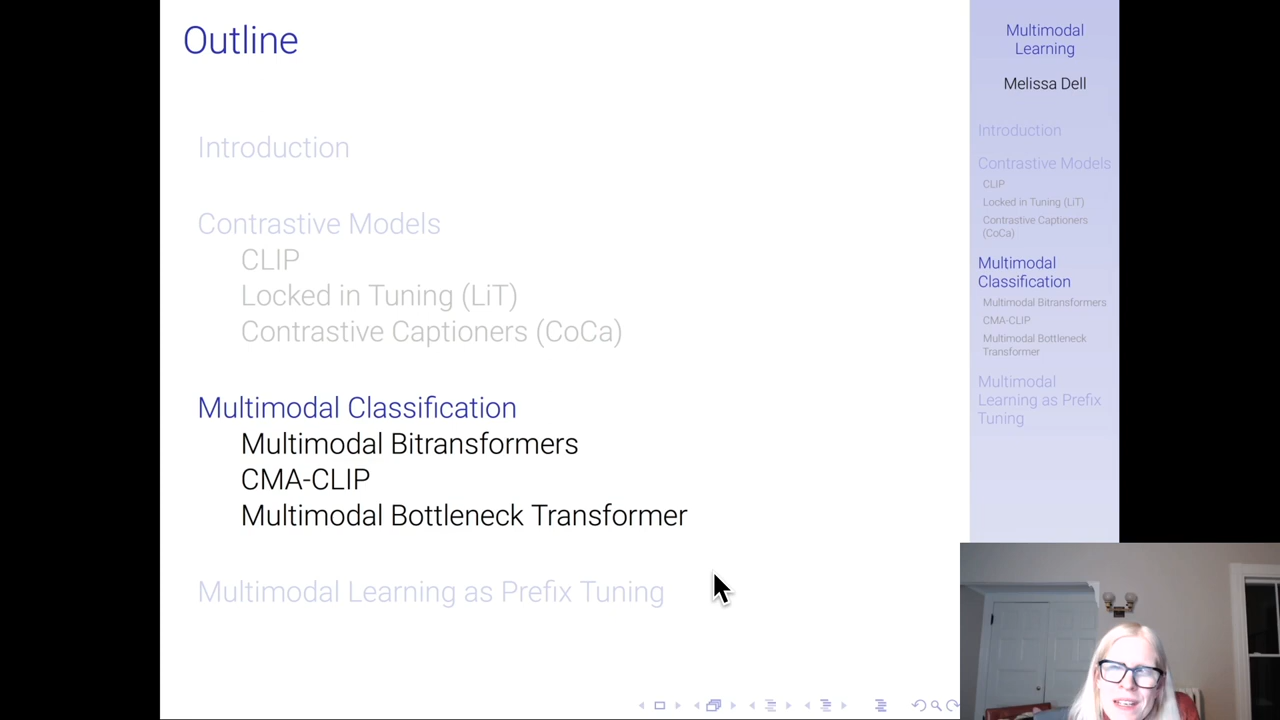 Outline
Introduction
Contrastive Models
CLIP
Locked in Tuning (LiT)
Contrastive Captioners (CoCa)
Multimodal Classification
Multimodal Bitransformers
CMA-CLIP
Multimodal Bottleneck Transformer
Multimodal Learning as Prefix Tuning
Multimodal
Learning
Melissa Dell
Introduction
Contrastive Models
CLIP
Locked in Tuning (LiT)
Contrastive Captioners
(CoCa)
Multimodal
Classification
Multimodal Bitransformers
CMA-CLIP
Multimodal Bottleneck
Transformer
Multimodal
Learning as Prefix
Tuning